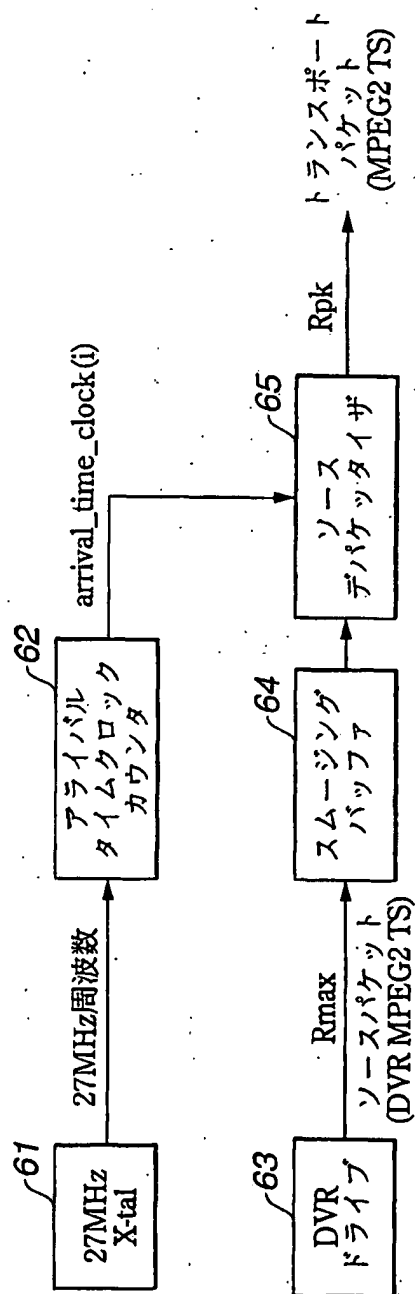 61
27MHz
X-tal
27MHz周波数
62
アライバル
タイムクロック
カウンタ
arrival_time_clock(i)
63
DVR
ドライブ
Rmax
ソースパケット
(DVR MPEG2 TS)
64
スムージング
バッファ
65
ソース
デパケッタイザ
Rpk
トランスポート
パケット
(MPEG2 TS)